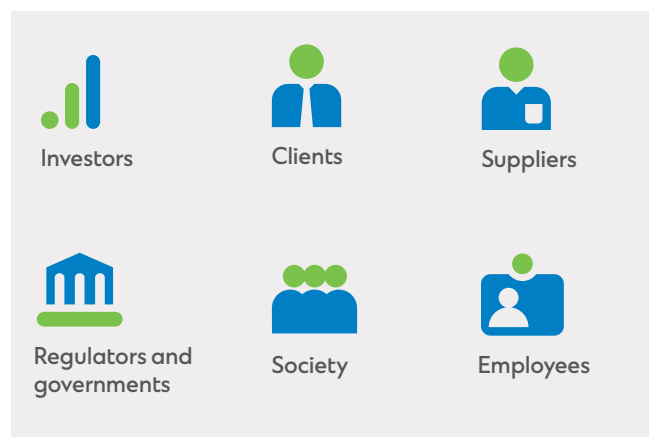 Investors
Clients
Suppliers
Regulators and
governments
Society
Employees